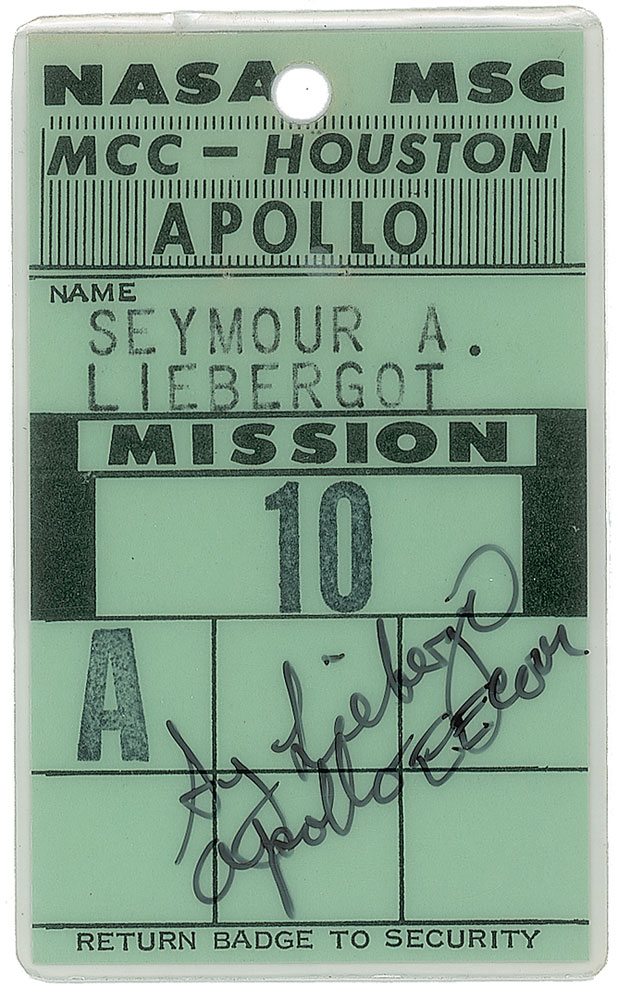 NASA MSC
MCC - HOUSTON
APOLLO
NAME
SEYMOUR A.
LIEBERGOT
MISSION
10
A
Sy Liebergot
Apollo EECOM
RETURN BADGE TO SECURITY